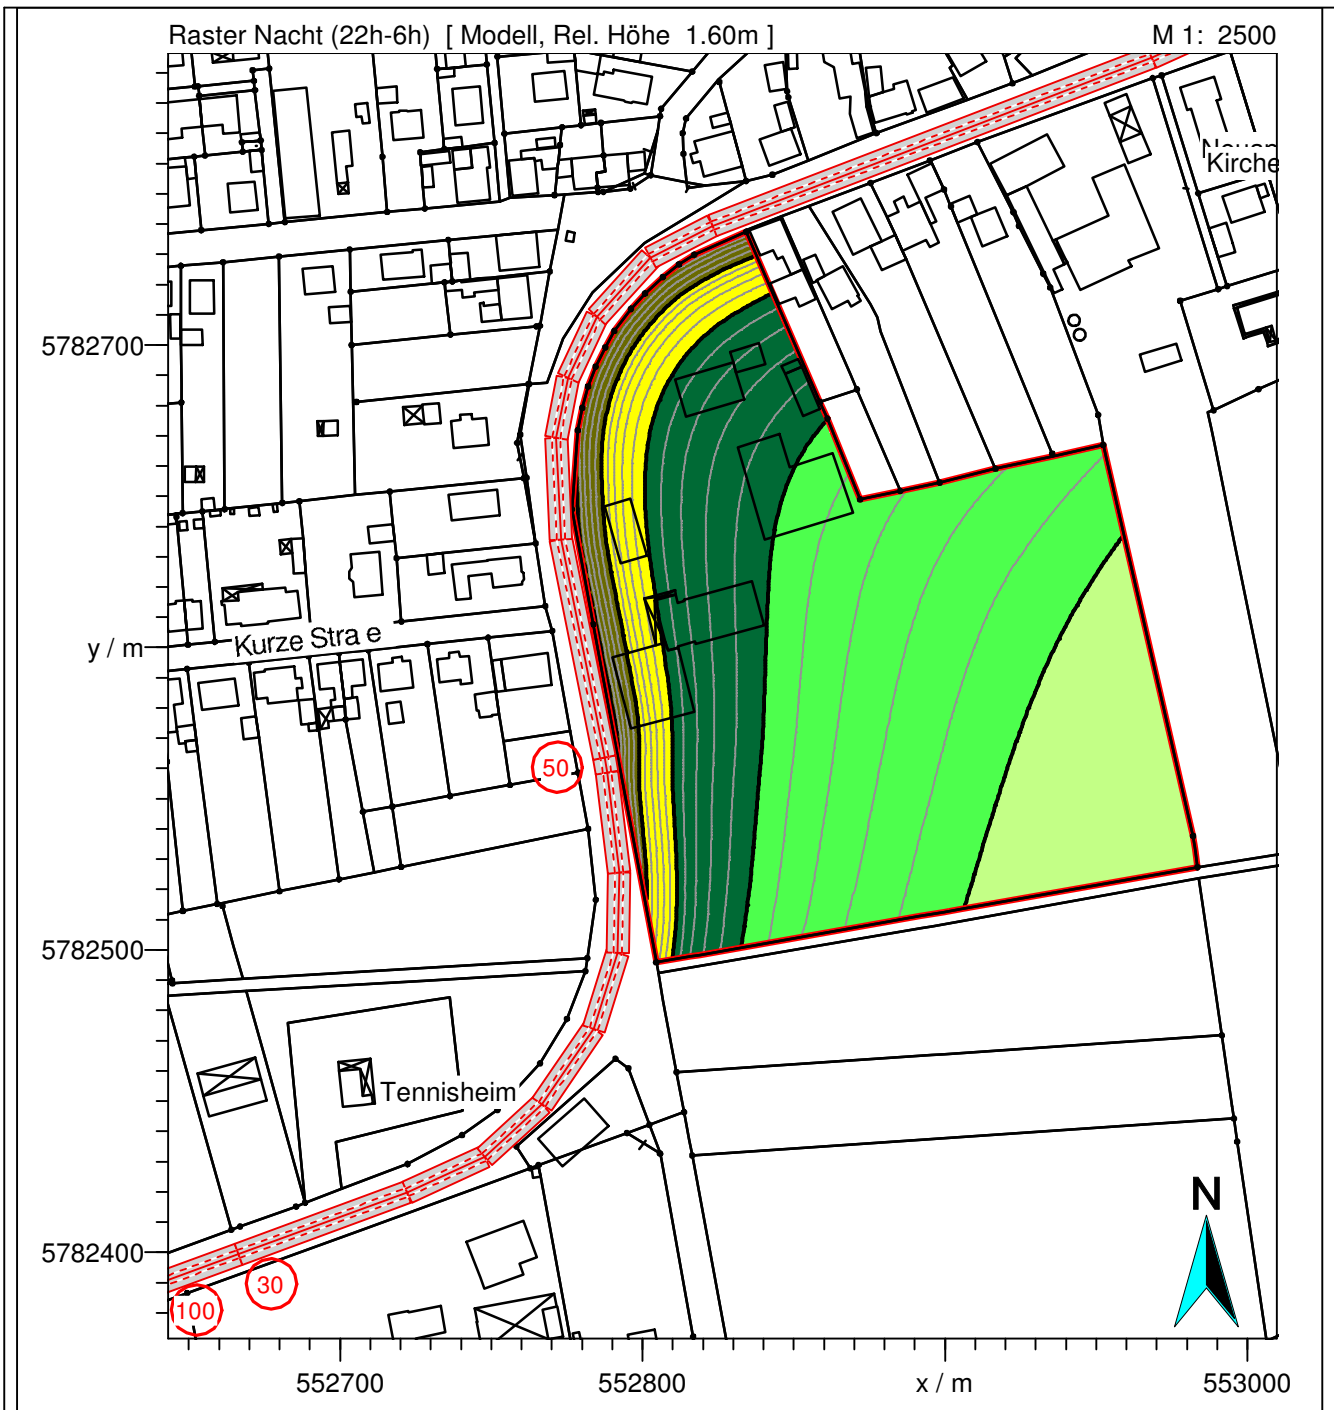 Raster Nacht (22h-6h) [ Modell, Rel. Höhe 1.60m ] M 1: 2500
Kirche
5782700
Kurze Stra e
y / m
50
5782500
Tennisheim
N
5782400
30
100
552700 552800 x / m 553000